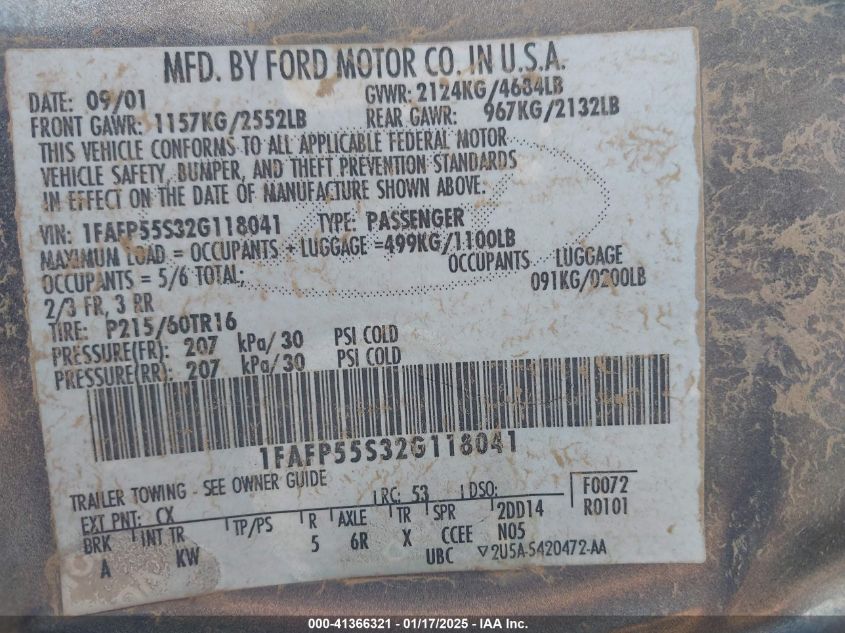 MFD. BY FORD MOTOR CO. IN U.S.A.
DATE: 09/01 GVWR: 2124KG/4684LB
FRONT GAWR: 1157KG/2552LB REAR GAWR: 967KG/2132LB
THIS VEHICLE CONFORMS TO ALL APPLICABLE FEDERAL MOTOR
VEHICLE SAFETY, BUMPER, AND THEFT PREVENTION STANDARDS
IN EFFECT ON THE DATE OF MANUFACTURE SHOWN ABOVE.
VIN: 1FAFP55S32G118041 TYPE: PASSENGER
MAXIMUM LOAD = OCCUPANTS + LUGGAGE =499KG/1100LB
OCCUPANTS = 5/6 TOTAL; OCCUPANTS LUGGAGE
2/3 FR, 3 RR 091KG/0200LB
TIRE: P215/60TR16
PRESSURE(FR): 207 kPa/ 30 PSI COLD
PRESSURE(RR): 207 kPa/ 30 PSI COLD
1FAFP55S32G118041
TRAILER TOWING - SEE OWNER GUIDE
EXT PNT: CX RC: 53 DSO: F0072
BRK INT TR TP/PS R AXLE TR SPR 2DD14 R0101
A KW 5 6R X CCEE N05
UBC ▽2U5A-5420472-AA
000-41366321 - 01/17/2025 - IAA Inc.